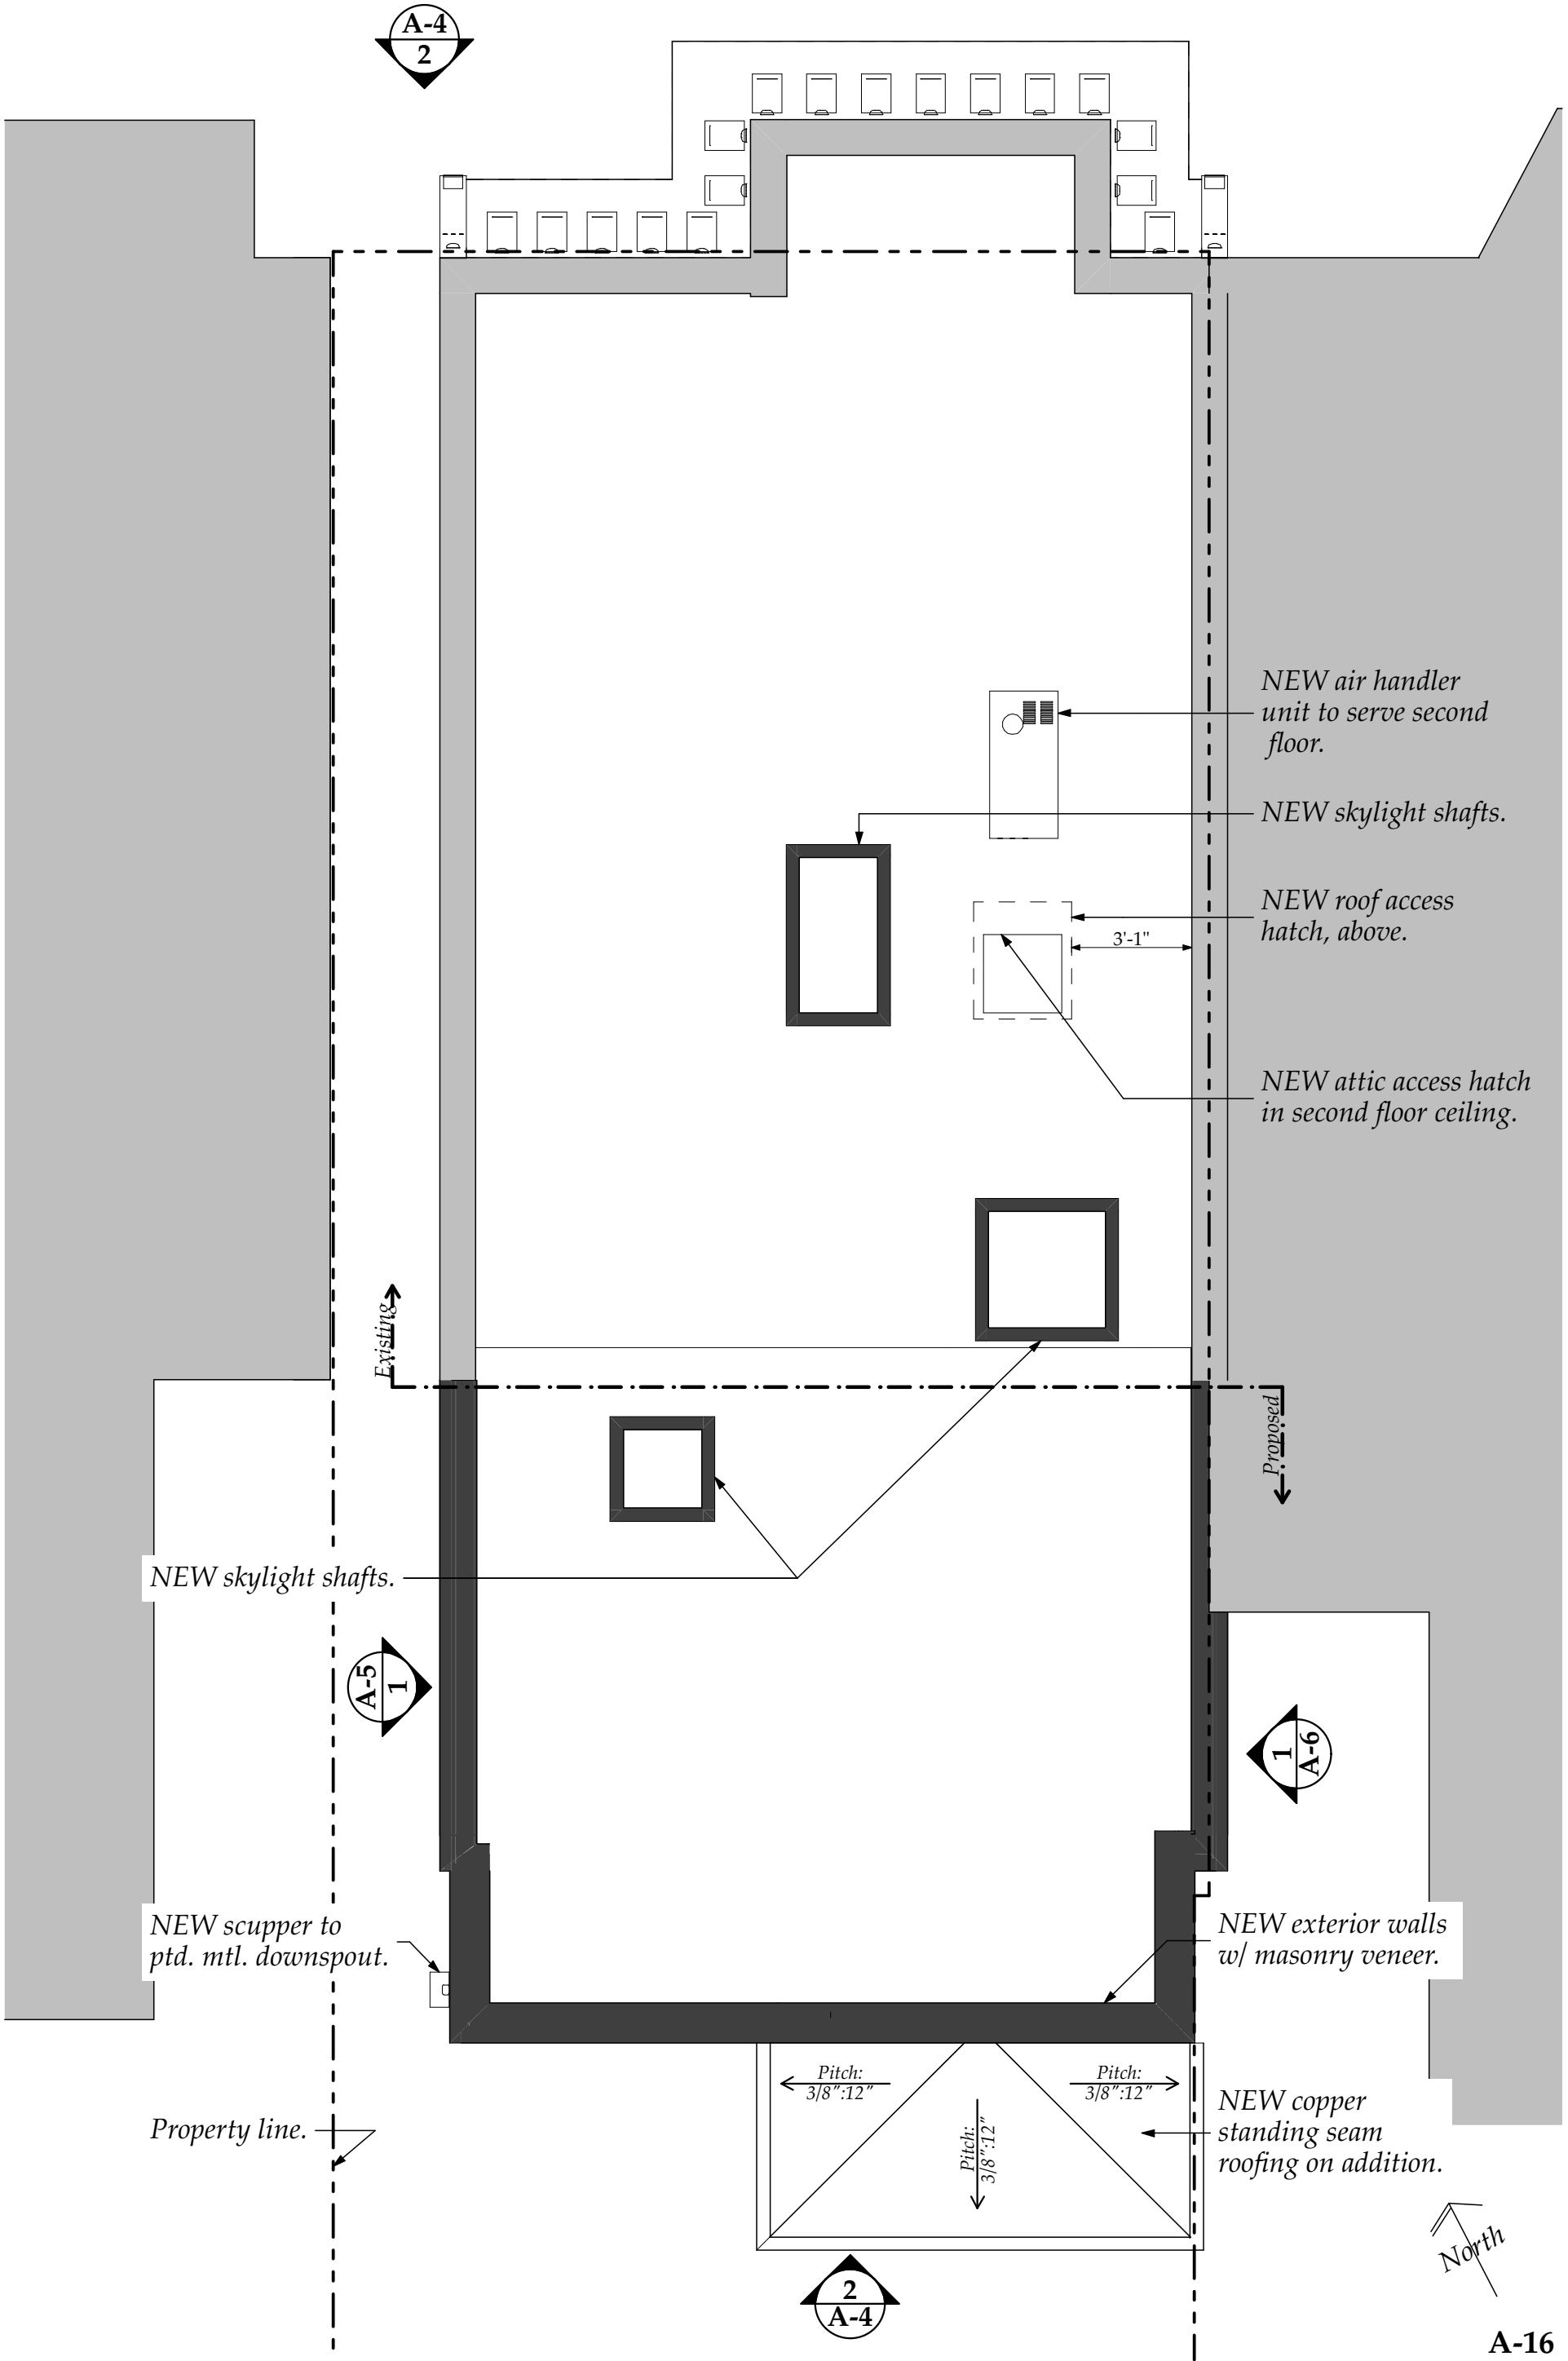 A-4
2
NEW air handler
unit to serve second
floor.
NEW skylight shafts.
NEW roof access
hatch, above.
3'-1"
NEW attic access hatch
in second floor ceiling.
Existing
Proposed
NEW skylight shafts.
A-5
1
1
A-6
NEW scupper to
ptd. mtl. downspout.
NEW exterior walls
w/ masonry veneer.
Pitch:
3/8":12"
Pitch:
3/8":12"
Pitch:
3/8":12"
NEW copper
standing seam
roofing on addition.
Property line.
North
2
A-4
A-16